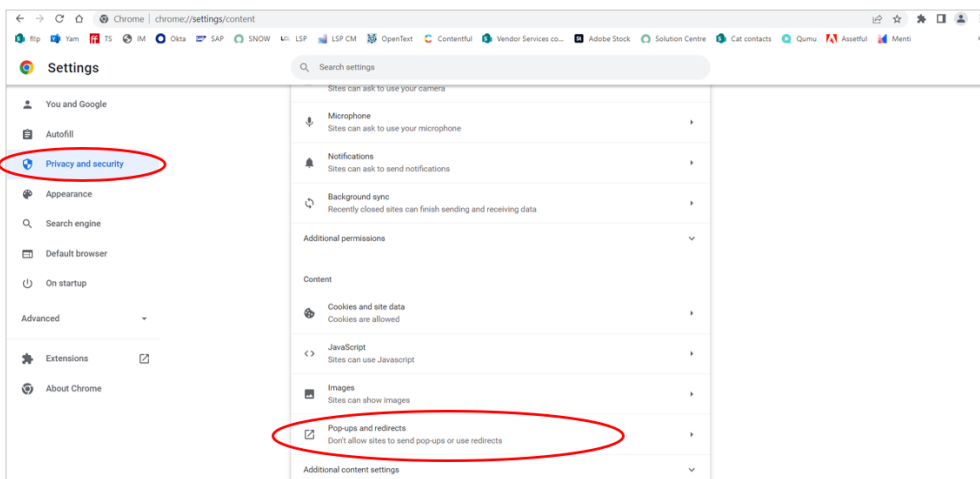 Chrome | chrome://settings/content
fitp Yam TS IM Okta SAP SNOW LSP LSP CM OpenText Contentful Vendor Services co... Adobe Stock Solution Centre Cat contacts Qumu Assetful Menti
Settings
Search settings
You and Google
Autofill
Privacy and security
Appearance
Search engine
Default browser
On startup
Advanced
Extensions
About Chrome
Sites can ask to use your camera
Microphone
Sites can ask to use your microphone
Notifications
Sites can ask to send notifications
Background sync
Recently closed sites can finish sending and receiving data
Additional permissions
Content
Cookies and site data
Cookies are allowed
JavaScript
Sites can use Javascript
Images
Sites can show images
Pop-ups and redirects
Don't allow sites to send pop-ups or use redirects
Additional content settings